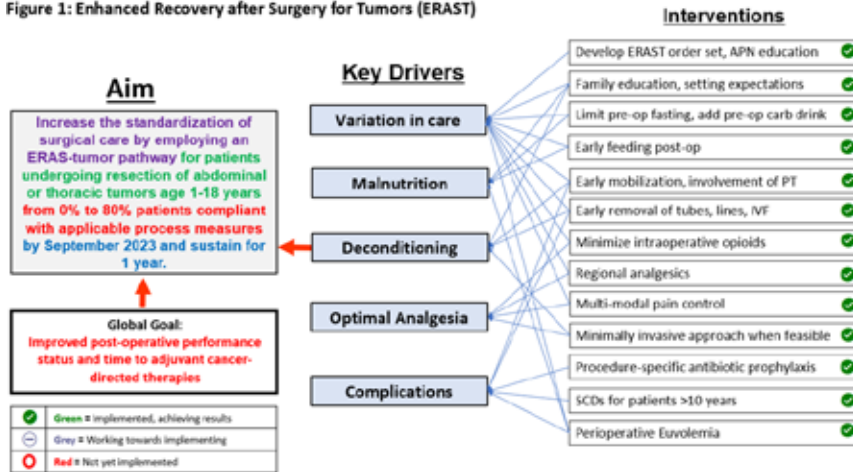 Figure 1: Enhanced Recovery after Surgery for Tumors (ERAST)
Aim
Increase the standardization of
surgical care by employing an
ERAS-tumor pathway for patients
undergoing resection of abdominal
or thoracic tumors age 1-18 years
from 0% to 80% patients compliant
with applicable process measures
by September 2023 and sustain for
1 year.
Global Goal:
Improved post-operative performance
status and time to adjuvant cancer-
directed therapies
Green = implemented, achieving results
Grey = Working towards implementing
Red = Not yet implemented
Key Drivers
Variation in care
Malnutrition
Deconditioning
Optimal Analgesia
Complications
Interventions
Develop ERAST order set, APN education
Family education, setting expectations
Limit pre-op fasting, add pre-op carb drink
Early feeding post-op
Early mobilization, involvement of PT
Early removal of tubes, lines, IVF
Minimize intraoperative opioids
Regional analgesics
Multi-modal pain control
Minimally invasive approach when feasible
Procedure-specific antibiotic prophylaxis
SCDs for patients >10 years
Perioperative Euvolemia